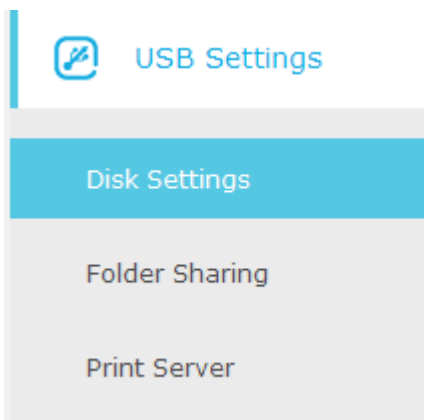 USB Settings
Disk Settings
Folder Sharing
Print Server